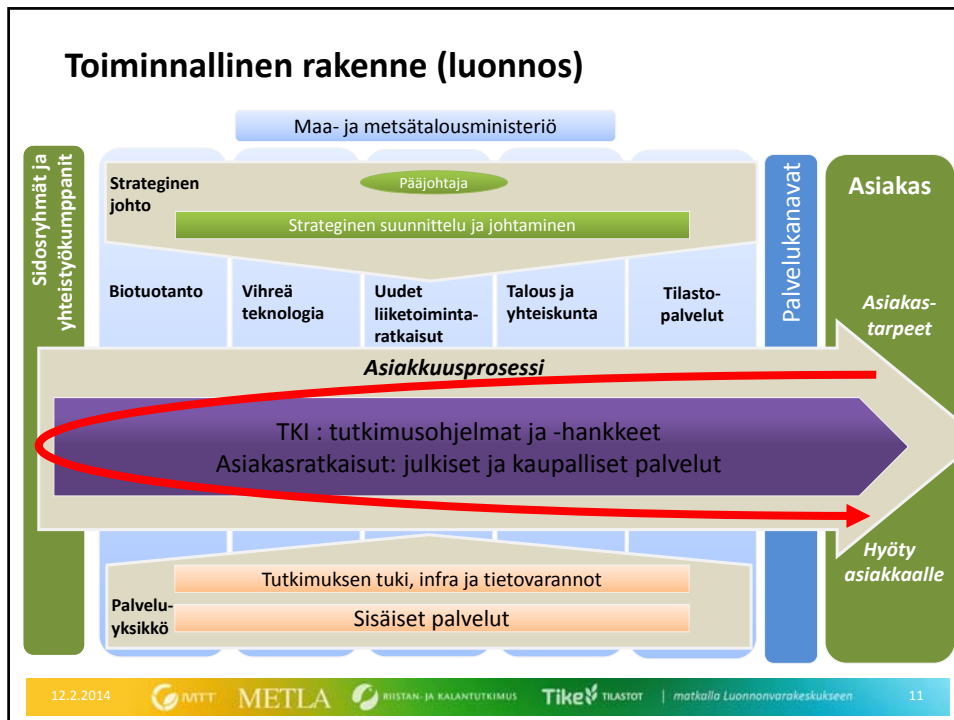 Toiminnallinen rakenne (luonnos)
Maa- ja metsätalousministeriö
Sidosryhmät ja
yhteistyökumppanit
Strateginen
johto
Pääjohtaja
Strateginen suunnittelu ja johtaminen
Biotuotanto
Vihreä
teknologia
Uudet
liiketoiminta-
ratkaisut
Talous ja
yhteiskunta
Tilasto-
palvelut
Palvelukanavat
Asiakas
Asiakas-
tarpeet
Asiakkuusprosessi
TKI : tutkimusohjelmat ja -hankkeet
Asiakasratkaisut: julkiset ja kaupalliset palvelut
Hyöty
asiakkaalle
Tutkimuksen tuki, infra ja tietovarannot
Palvelu-
yksikkö
Sisäiset palvelut
12.2.2014 MTT METLA RIISTAN- JA KALANTUTKIMUS Tike TILASTOT | matkalla Luonnonvarakeskukseen 11